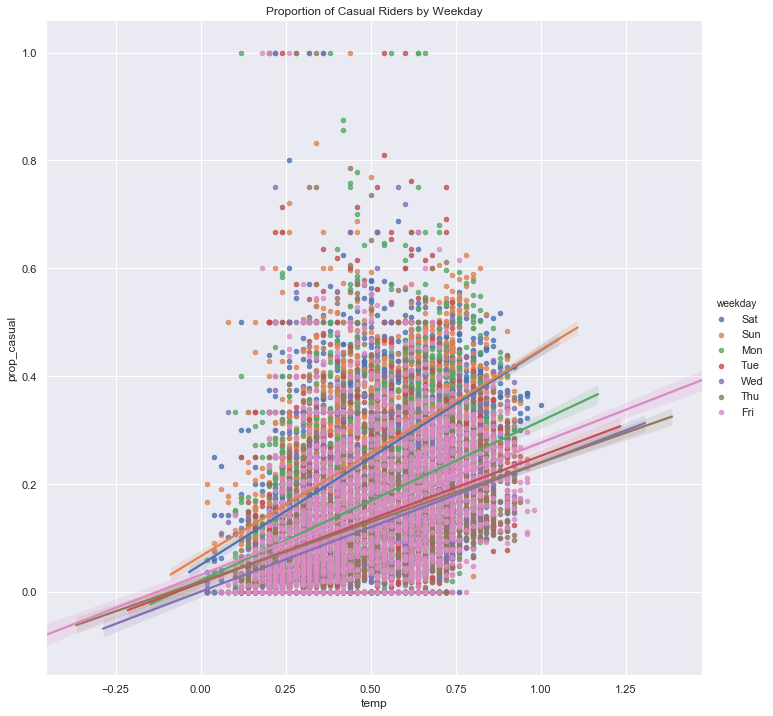 Proportion of Casual Riders by Weekday
1.0
0.8
0.6
0.4
0.2
0.0
prop_casual
−0.25
0.00
0.25
0.50
0.75
1.00
1.25
temp
weekday
Sat
Sun
Mon
Tue
Wed
Thu
Fri